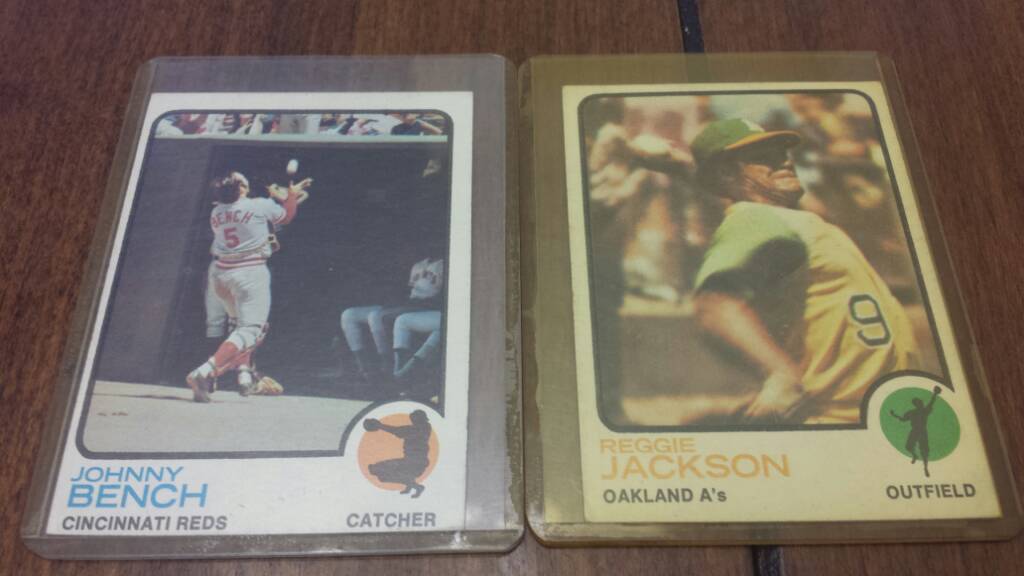 BENCH
5
JOHNNY
BENCH
CINCINNATI REDS
CATCHER
9
REGGIE
JACKSON
OAKLAND A's
OUTFIELD